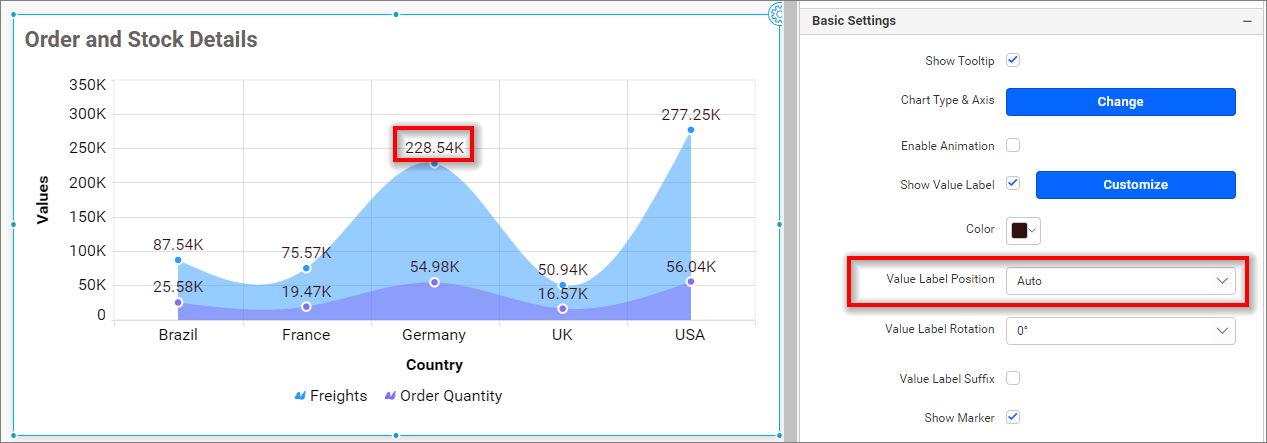 Order and Stock Details
350K
300K
250K
200K
150K
100K
50K
0
Values
277.25K
228.54K
87.54K
75.57K
54.98K
50.94K
56.04K
25.58K
19.47K
16.57K
Brazil France Germany UK USA
Country
Freights Order Quantity
Basic Settings
Show Tooltip
Chart Type & Axis Change
Enable Animation
Show Value Label Customize
Color
Value Label Position Auto
Value Label Rotation 0°
Value Label Suffix
Show Marker